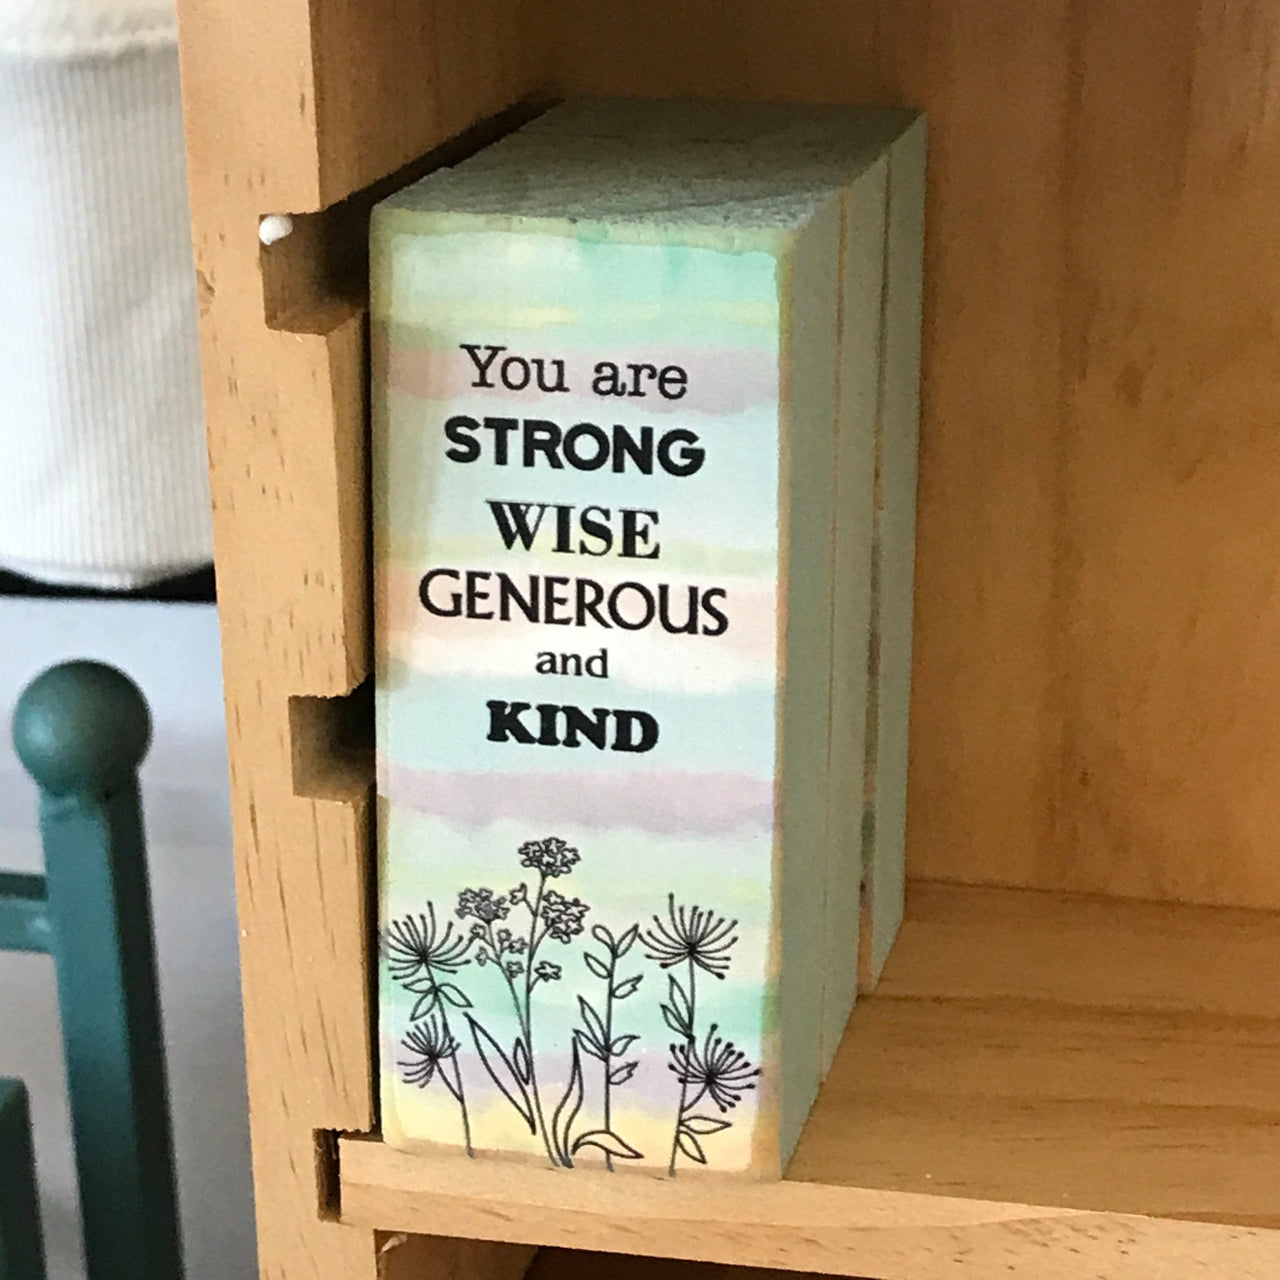 You are
STRONG
WISE
GENEROUS
and
KIND